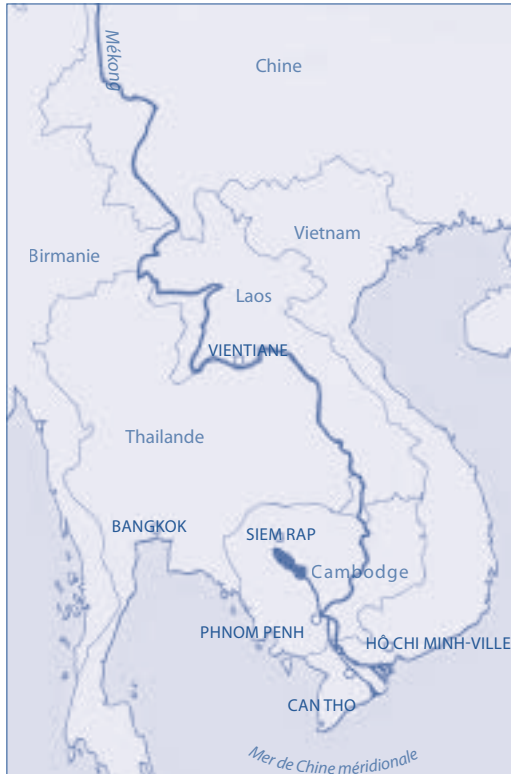 Mékong
Chine
Vietnam
Birmanie
Laos
VIENTIANE
Thailande
BANGKOK
SIEM RAP
Cambodge
PHNOM PENH
HÔ CHI MINH-VILLE
CAN THO
Mer de Chine méridionale